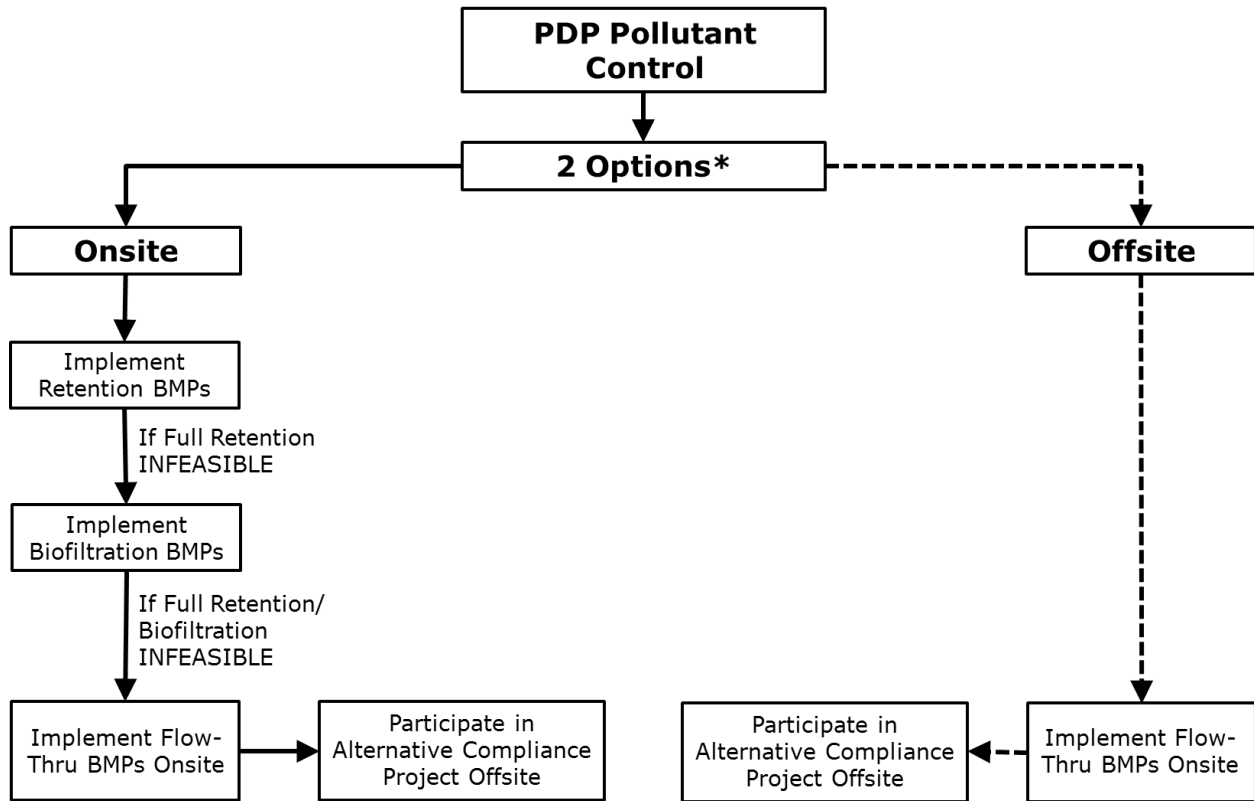 PDP Pollutant
Control
2 Options*
Onsite
Offsite
Implement
Retention BMPs
If Full Retention
INFEASIBLE
Implement
Biofiltration BMPs
If Full Retention/
Biofiltration
INFEASIBLE
Implement Flow-
Thru BMPs Onsite
Participate in
Alternative Compliance
Project Offsite
Participate in
Alternative Compliance
Project Offsite
Implement Flow-
Thru BMPs Onsite